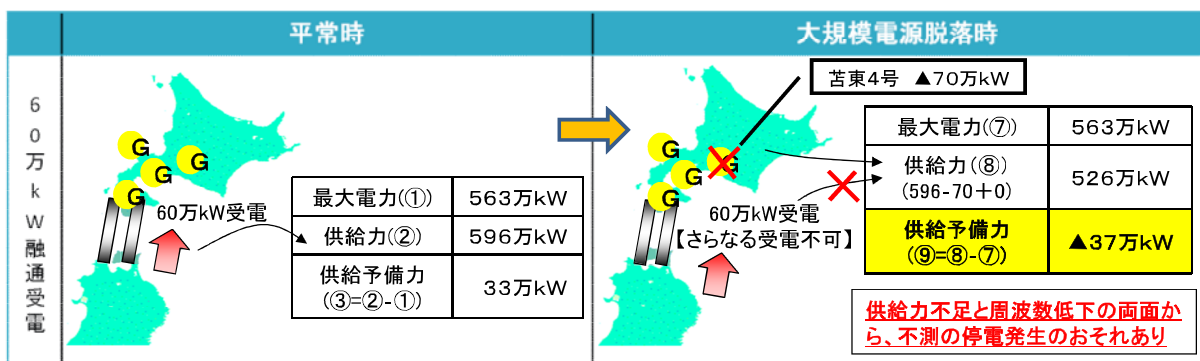 平常時
大規模電源脱落時
60万kW融通受電
G
G
G
G
60万kW受電
最大電力(①) 563万kW
供給力(②) 596万kW
供給予備力
(③=②-①)
33万kW
苫東4号 ▲70万kW
G
G
G
G
60万kW受電
【さらなる受電不可】
最大電力(⑦) 563万kW
供給力(⑧)
(596-70+0)
526万kW
供給予備力
(⑨=⑧-⑦)
▲37万kW
供給力不足と周波数低下の両面か
ら、不測の停電発生のおそれあり